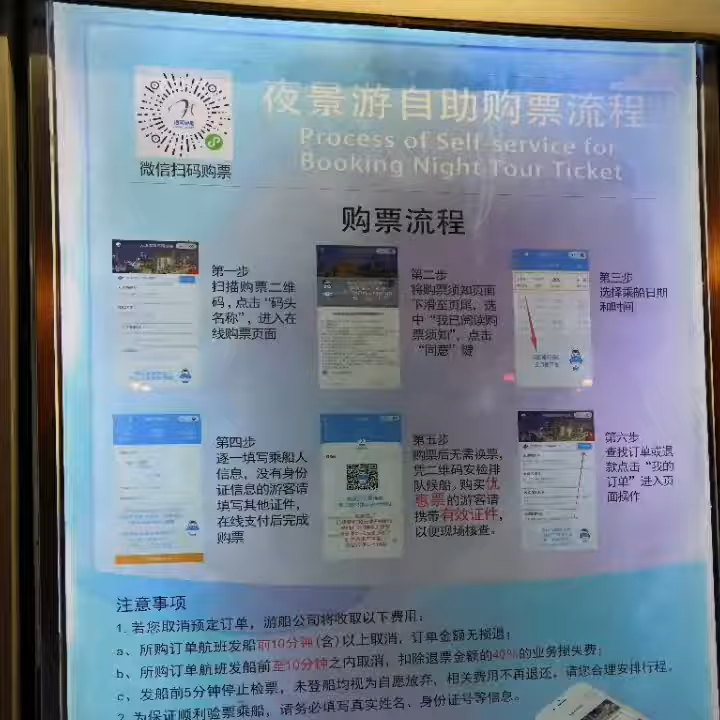 夜景游自助购票流程
Process of Self-service for
Booking Night Tour Ticket
微信扫码购票
购票流程
第一步
扫描购票二维
码，点击“码头
名称”，进入在
线购票页面
第二步
将购票须知页面
下滑至页尾，选
中“我已阅读购
票须知”，点击
“同意”键
第三步
选择乘船日期
和时间
第四步
逐一填写乘船人
信息，没有身份
证信息的游客请
填写其他证件，
在线支付后完成
购票
第五步
购票后无需换票，
凭二维码安检排
队候船，购买优
惠票的游客请
携带有效证件，
以便现场核查。
第六步
查找订单或退
款点击“我的
订单”进入页
面操作
注意事项
1. 若您取消预定订单，游船公司将收取以下费用：
a、所购订单航班发船前10分钟(含)以上取消，订单金额无损退；
b、所购订单航班发船前至10分钟之内取消，扣除退票金额的40%的业务损失费；
c、发船前5分钟停止检票，未登船均视为自愿放弃，相关费用不再退还，请您合理安排行程。
2. 为保证顺利验票乘船，请务必填写真实姓名、身份证号等信息。